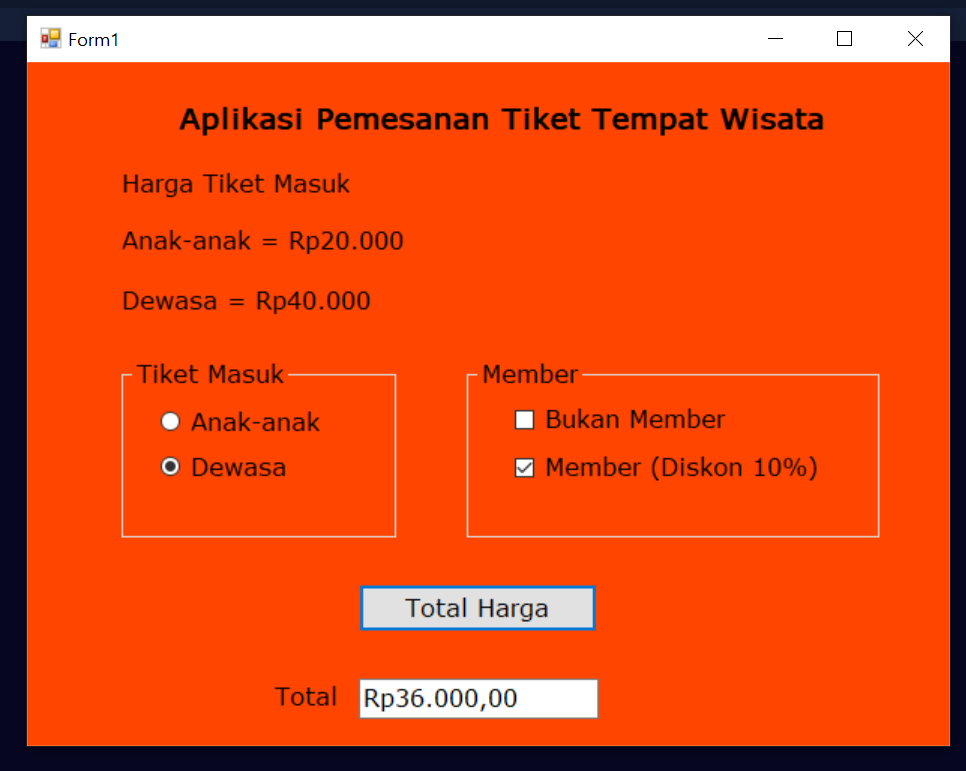 Form1
Aplikasi Pemesanan Tiket Tempat Wisata
Harga Tiket Masuk
Anak-anak = Rp20.000
Dewasa = Rp40.000
Tiket Masuk
Anak-anak
Dewasa
Member
Bukan Member
Member (Diskon 10%)
Total Harga
Total Rp36.000,00